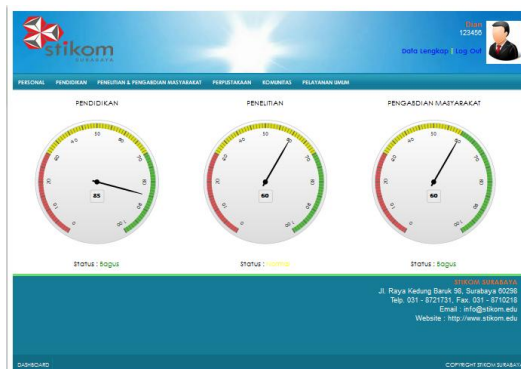 stikom
SURABAYA
Dian
123456
Data Lengkap | Log Out
PERSONAL PENDIDIKAN PENELITIAN & PENGABDIAN MASYARAKAT PERPUSTAKAAN KOMUNITAS PELAYANAN UMUM
PENDIDIKAN
85
Status : Bagus
PENELITIAN
60
Status :
PENGABDIAN MASYARAKAT
60
Status : Bagus
STIKOM SURABAYA
Jl. Raya Kedung Baruk 98, Surabaya 60298
Telp. 031 - 8721731, Fax. 031 - 8710218
Email : info@stikom.edu
Website : http://www.stikom.edu
DASHBOARD
COPYRIGHT STIKOM SURABAYA